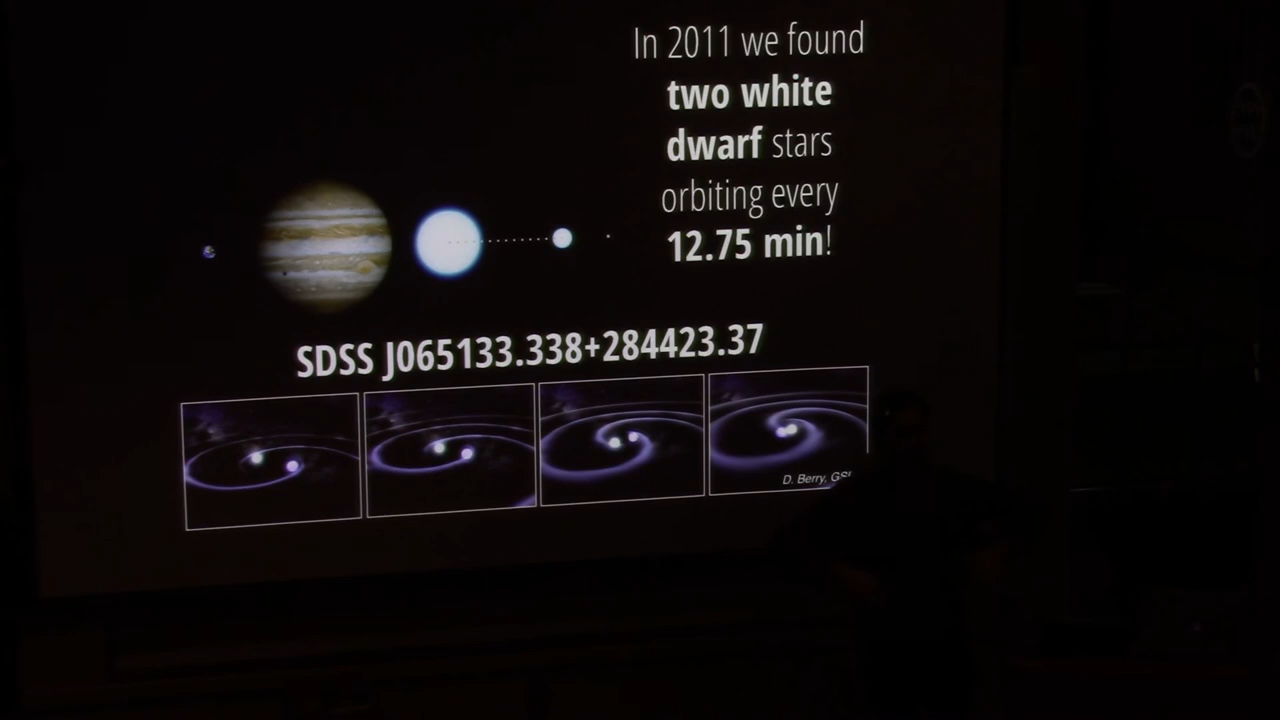 In 2011 we found
two white
dwarf stars
orbiting every
12.75 min!
SDSS J065133.338+284423.37
D. Berry,